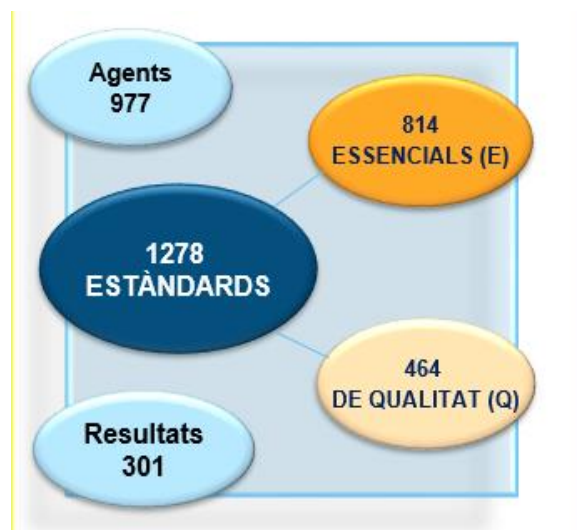 Agents
977
814
ESSENCIALS (E)
1278
ESTÀNDARDS
464
DE QUALITAT (Q)
Resultats
301